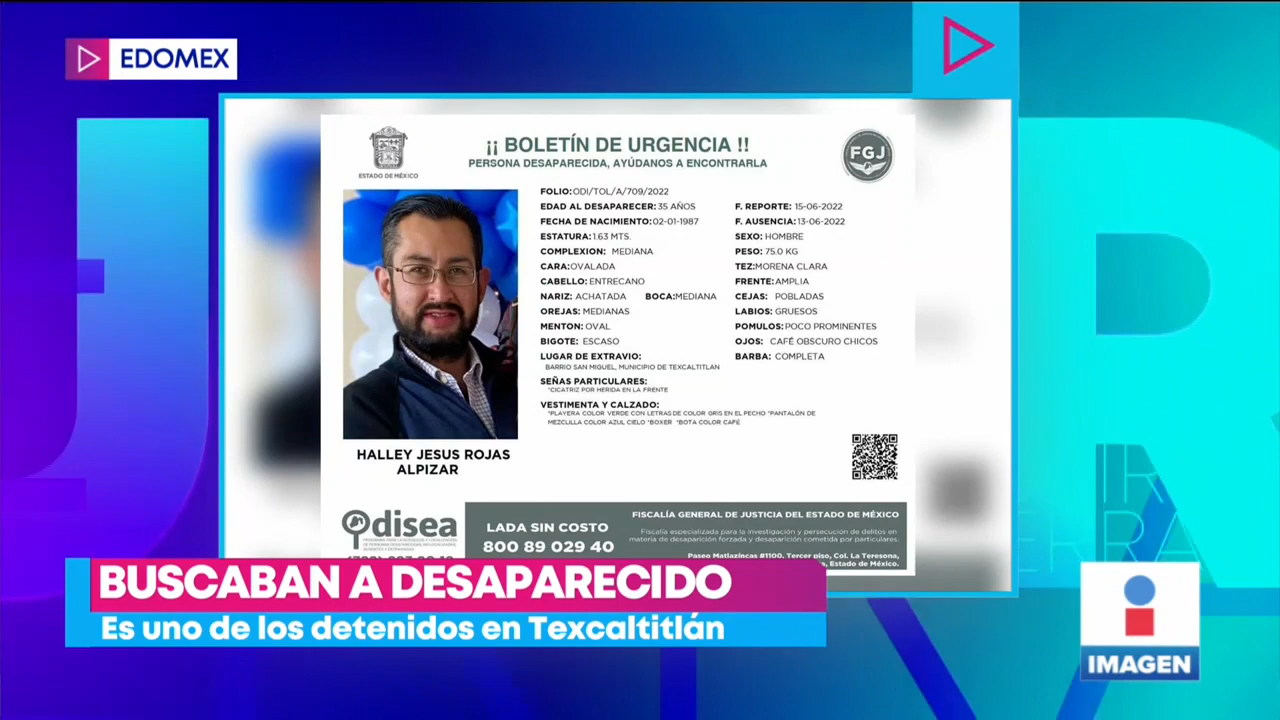 EDOMEX
ESTADO DE MÉXICO
¡¡ BOLETÍN DE URGENCIA !!
PERSONA DESAPARECIDA, AYÚDANOS A ENCONTRARLA
FGJ
FOLIO: ODI/TOL/A/709/2022
EDAD AL DESAPARECER: 35 AÑOS F. REPORTE: 15-06-2022
FECHA DE NACIMIENTO: 02-01-1987 F. AUSENCIA: 13-06-2022
ESTATURA: 1.63 MTS. SEXO: HOMBRE
COMPLEXION: MEDIANA PESO: 75.0 KG
CARA: OVALADA TEZ: MORENA CLARA
CABELLO: ENTRECANO FRENTE: AMPLIA
NARIZ: ACHATADA BOCA: MEDIANA CEJAS: POBLADAS
OREJAS: MEDIANAS LABIOS: GRUESOS
MENTON: OVAL POMULOS: POCO PROMINENTES
BIGOTE: ESCASO OJOS: CAFÉ OBSCURO CHICOS
LUGAR DE EXTRAVIO: BARBA: COMPLETA
BARRIO SAN MIGUEL, MUNICIPIO DE TEXCALTITLAN
SEÑAS PARTICULARES:
*CICATRIZ POR HERIDA EN LA FRENTE
VESTIMENTA Y CALZADO:
*PLAYERA COLOR VERDE CON LETRAS DE COLOR GRIS EN EL PECHO *PANTALÓN DE
MEZCLILLA COLOR AZUL CIELO *BOXER *BOTA COLOR CAFÉ
HALLEY JESUS ROJAS
ALPIZAR
Odisea
LADA SIN COSTO
800 89 029 40
FISCALÍA GENERAL DE JUSTICIA DEL ESTADO DE MÉXICO
Fiscalía especializada para la investigación y persecución de delitos en
materia de desaparición forzada y desaparición cometida por particulares.
Paseo Matlazíncas #1100, Tercer piso, Col. La Teresona,
Estado de México.
BUSCABAN A DESAPARECIDO
Es uno de los detenidos en Texcaltitlán
IMAGEN